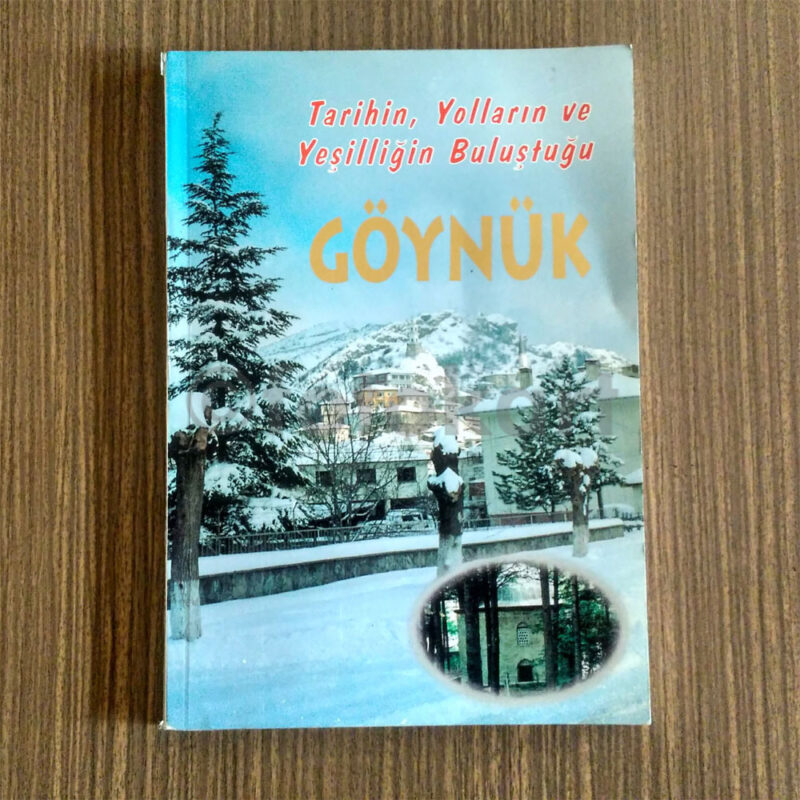 Tarihin, Yolların ve
Yeşilliğin Buluştuğu
GÖYNÜK